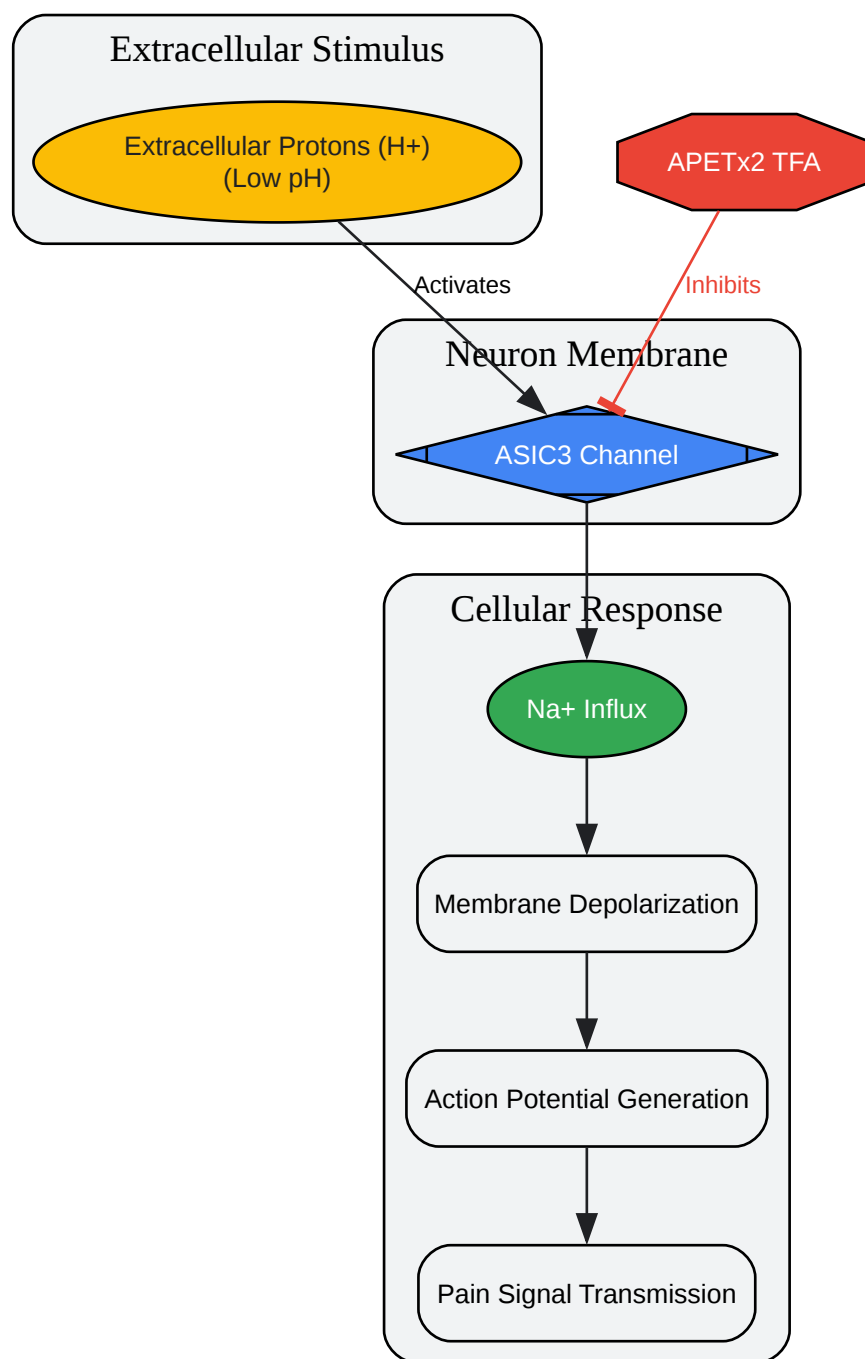 Extracellular Stimulus
Extracellular Protons (H+)
(Low pH)
APETx2 TFA
Activates
Inhibits
Neuron Membrane
ASIC3 Channel
Cellular Response
Na+ Influx
Membrane Depolarization
Action Potential Generation
Pain Signal Transmission